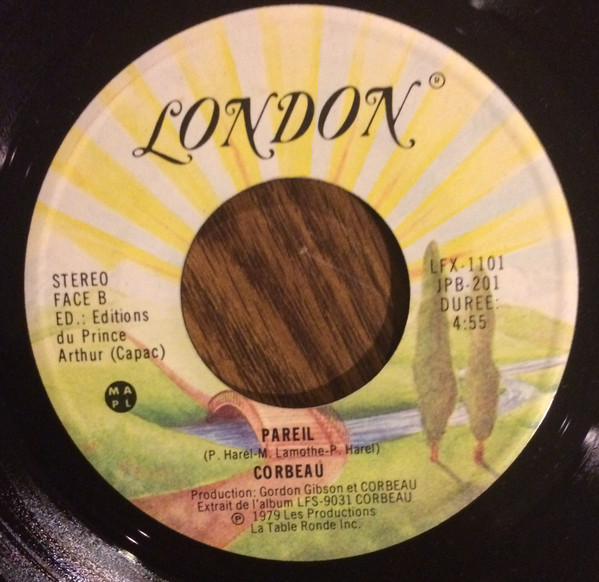 LONDON®
STEREO
FACE B
ED.: Editions
du Prince
Arthur (Capac)
MA
PL
LFX-1101
JPB-201
DUREE:
4:55
PAREIL
(P. Harel-M. Lamothe-P. Harel)
CORBEAU
Production: Gordon Gibson et CORBEAU
Extrait de l'album LFS-9031 CORBEAU
℗ 1979 Les Productions
La Table Ronde Inc.